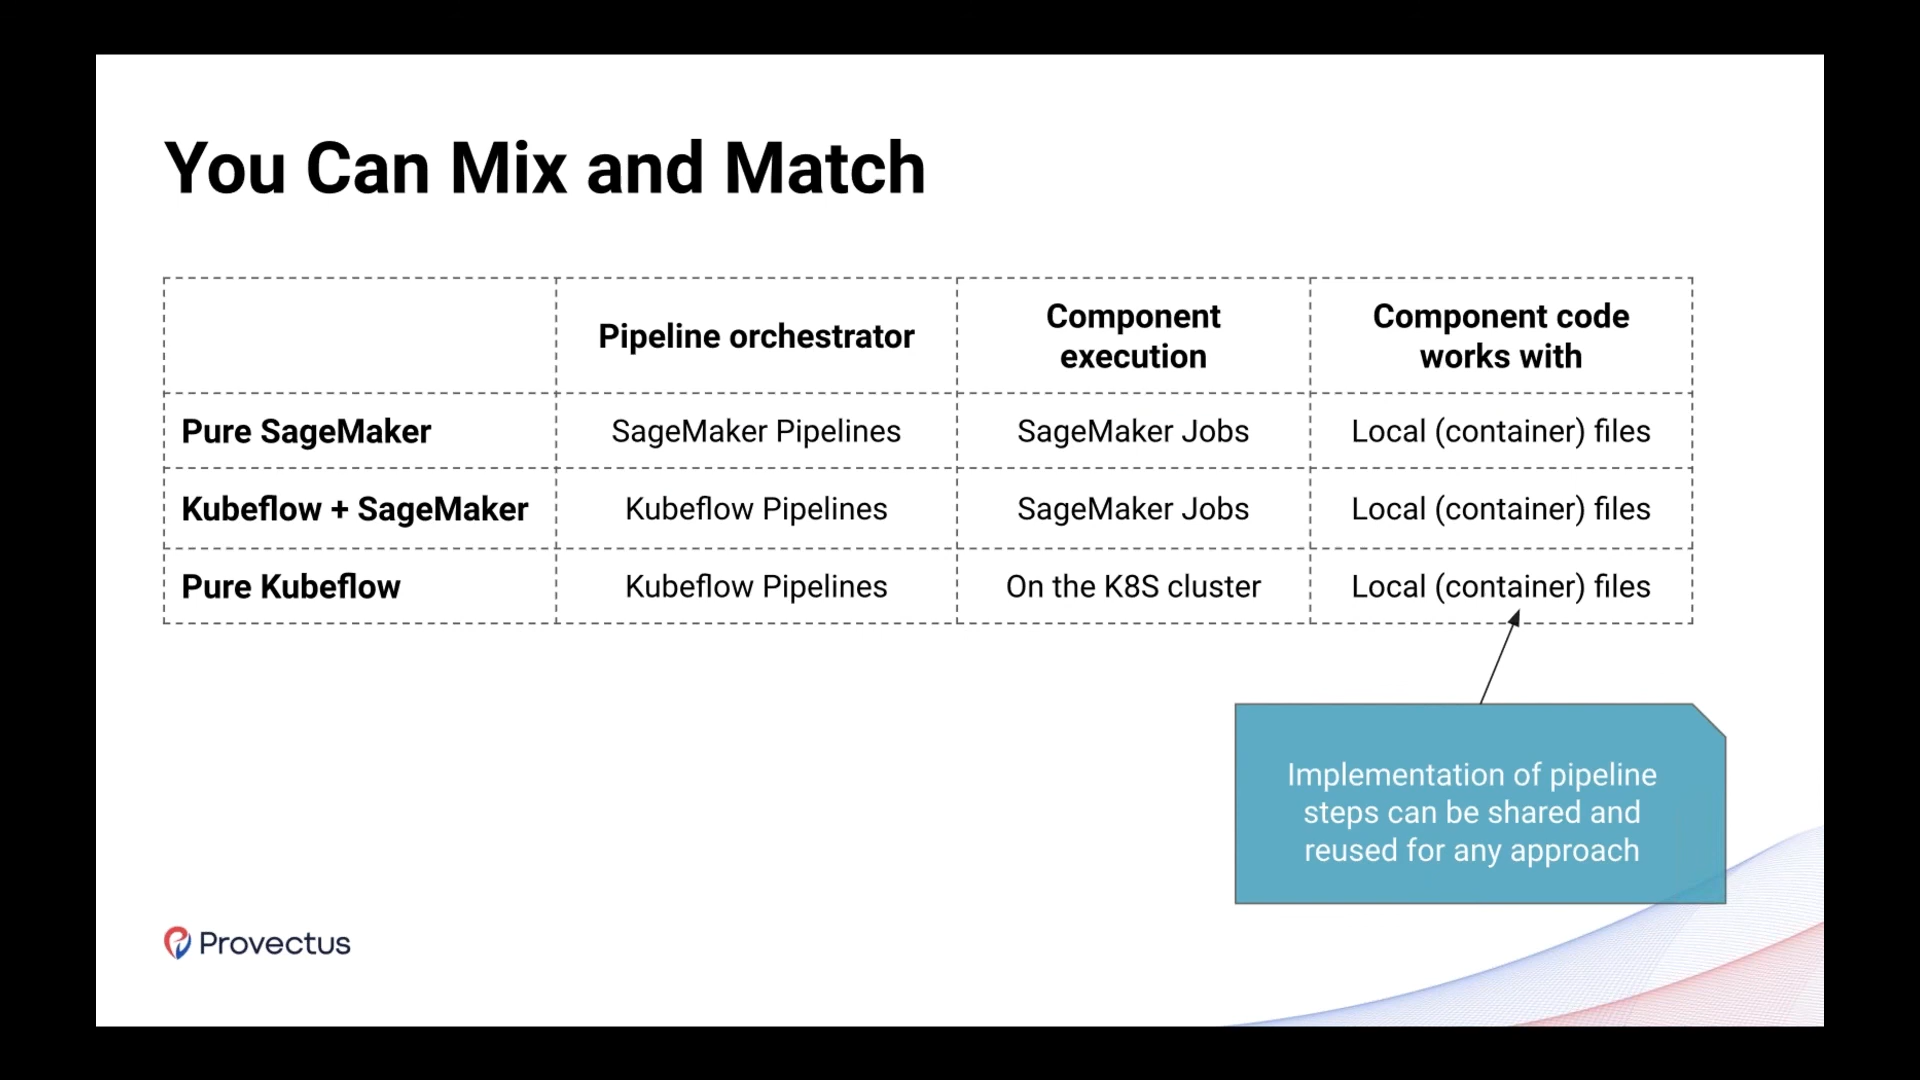 You Can Mix and Match
Pipeline orchestrator
Component
execution
Component code
works with
Pure SageMaker
SageMaker Pipelines
SageMaker Jobs
Local (container) files
Kubeflow + SageMaker
Kubeflow Pipelines
SageMaker Jobs
Local (container) files
Pure Kubeflow
Kubeflow Pipelines
On the K8S cluster
Local (container) files
Implementation of pipeline
steps can be shared and
reused for any approach
Provectus